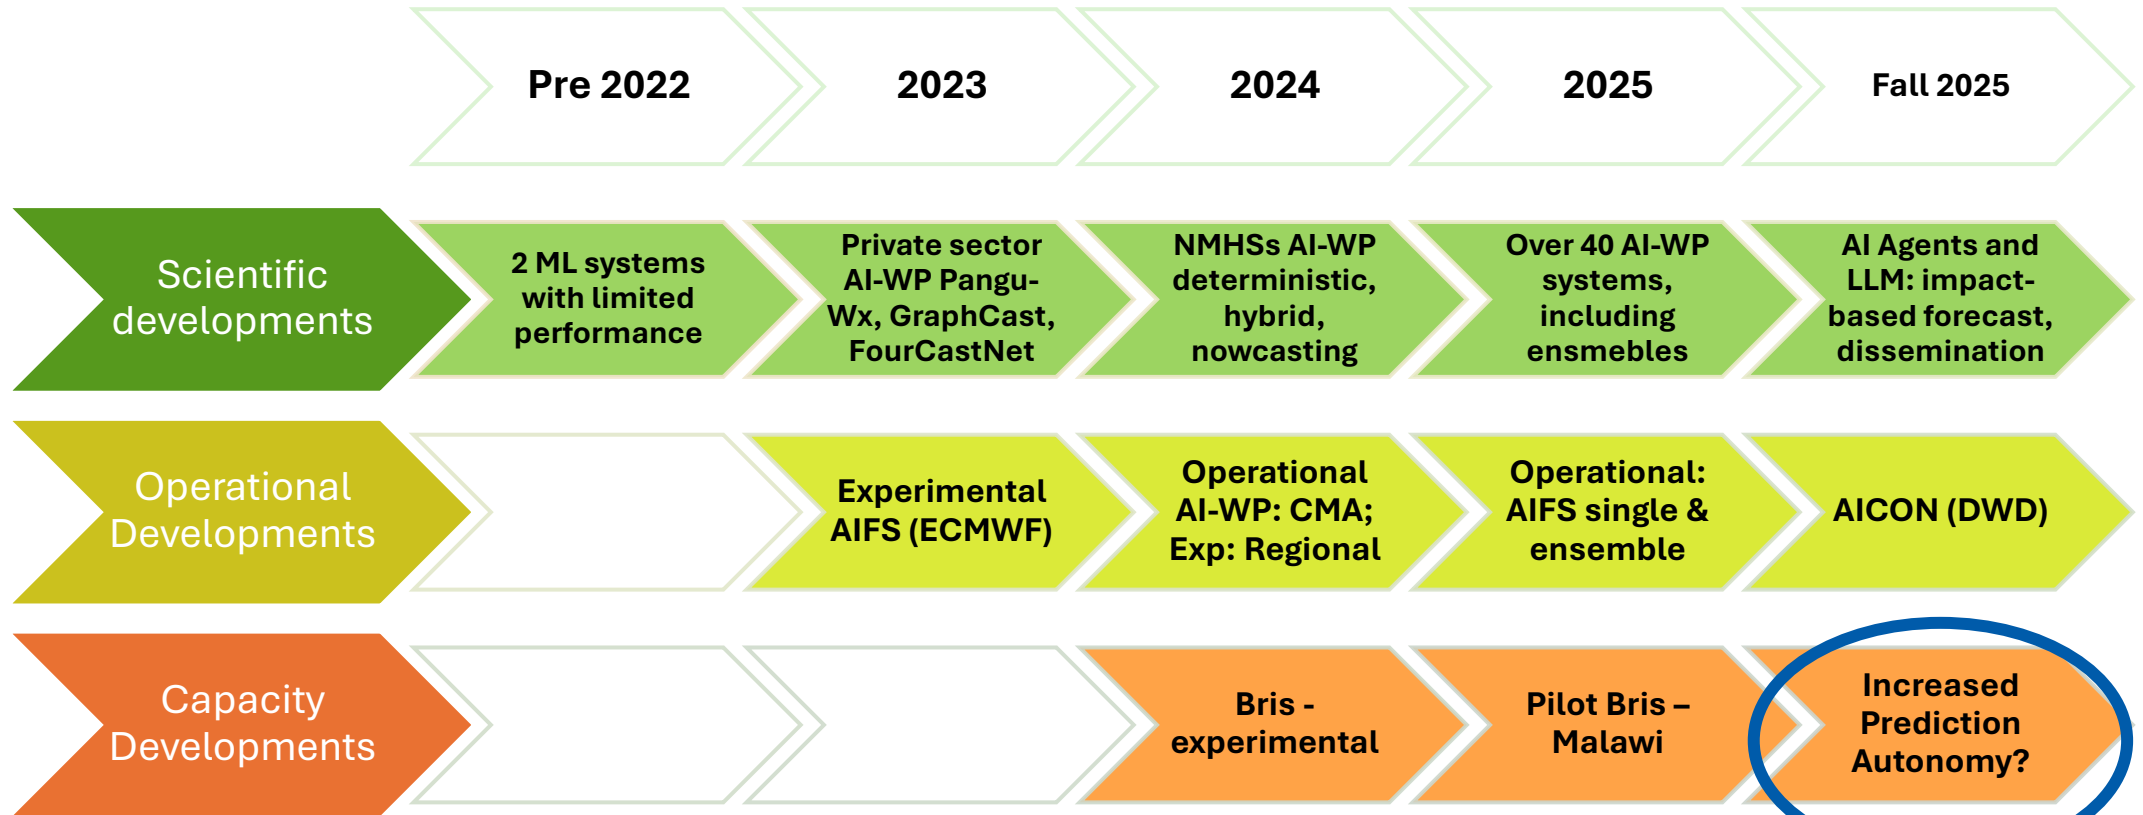 Pre 2022
2023
2024
2025
Fall 2025
Scientific
developments
2 ML systems
with limited
performance
Private sector
AI-WP Pangu-
Wx, GraphCast,
FourCastNet
NMHSs AI-WP
deterministic,
hybrid,
nowcasting
Over 40 AI-WP
systems,
including
ensmebles
AI Agents and
LLM: impact-
based forecast,
dissemination
Operational
Developments
Experimental
AIFS (ECMWF)
Operational
AI-WP: CMA;
Exp: Regional
Operational:
AIFS single &
ensemble
AICON (DWD)
Capacity
Developments
Bris -
experimental
Pilot Bris –
Malawi
Increased
Prediction
Autonomy?